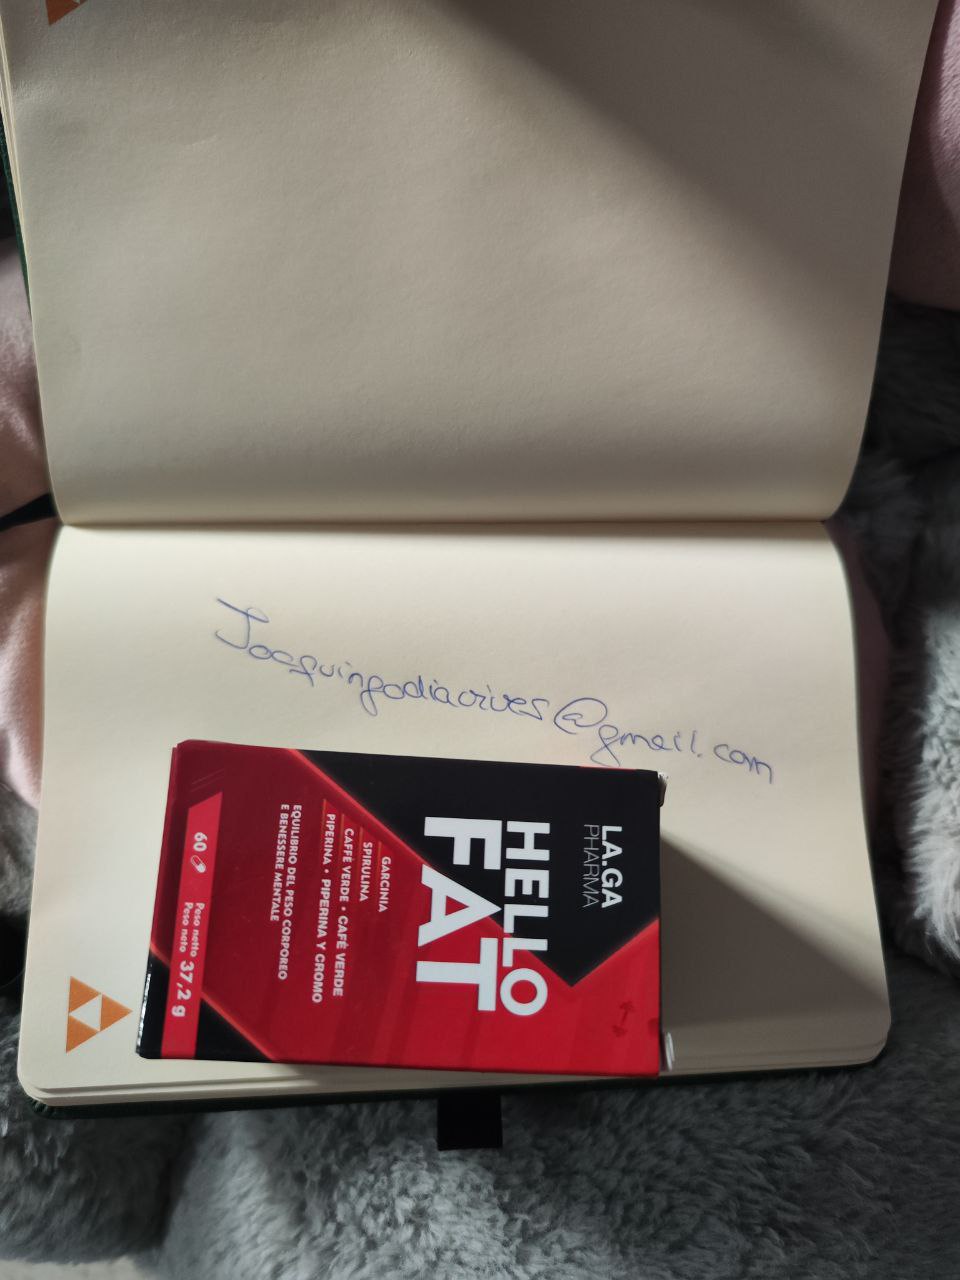 Joaquingodiavives@gmail.com
LA.GA
PHARMA
HELLO
FAT
GARCINIA
SPIRULINA
CAFFÈ VERDE • CAFÉ VERDE
PIPERINA • PIPERINA Y CROMO
EQUILIBRIO DEL PESO CORPOREO
E BENESSERE MENTALE
60
Peso netto
Peso neto 37,2 g